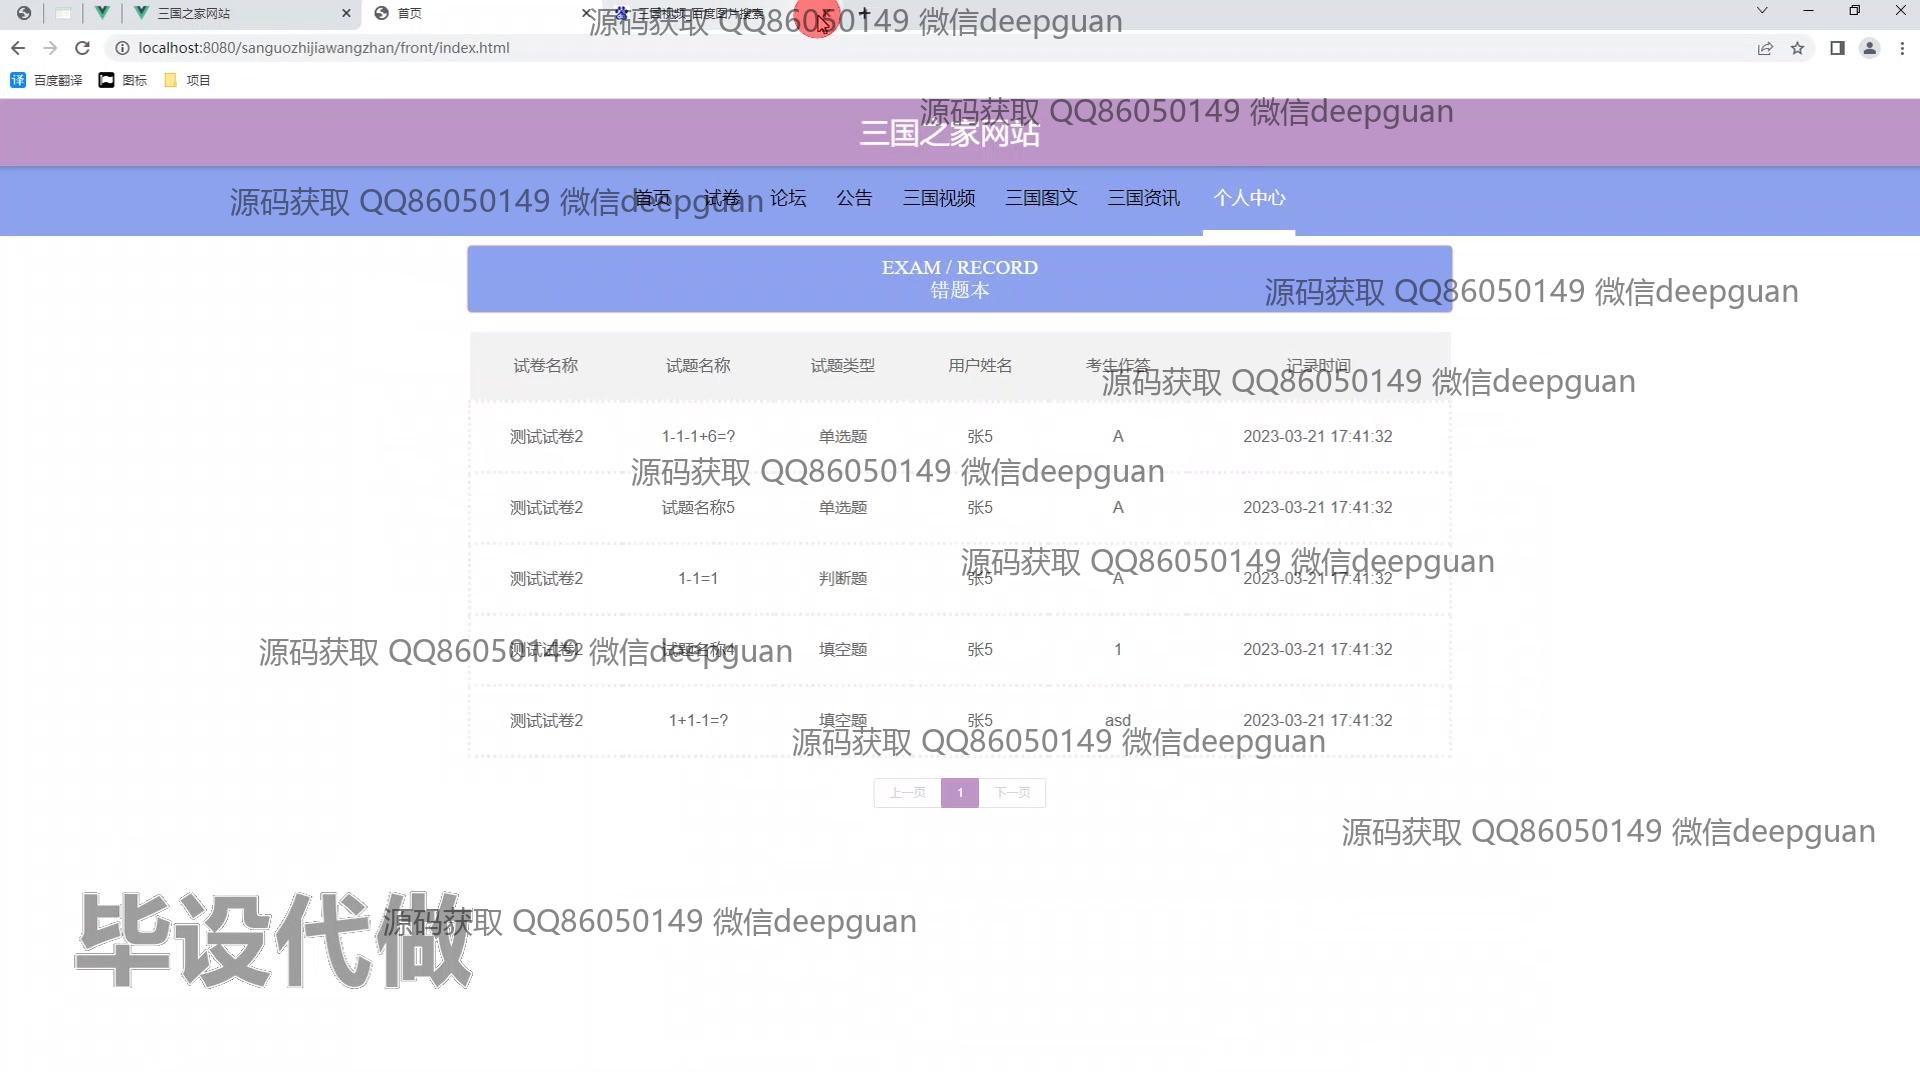 三国之家网站 首页 三国视频_百度图片搜索
源码获取 QQ86050149 微信deepguan
localhost:8080/sanguozhijiawangzhan/front/index.html
百度翻译 图标 项目
源码获取 QQ86050149 微信deepguan
三国之家网站
源码获取 QQ86050149 微信deepguan
首页 试卷 论坛 公告 三国视频 三国图文 三国资讯 个人中心
EXAM / RECORD
错题本
源码获取 QQ86050149 微信deepguan
试卷名称 试题名称 试题类型 用户姓名 考生作答 记录时间
源码获取 QQ86050149 微信deepguan
测试试卷2 1-1-1+6=? 单选题 张5 A 2023-03-21 17:41:32
源码获取 QQ86050149 微信deepguan
测试试卷2 试题名称5 单选题 张5 A 2023-03-21 17:41:32
源码获取 QQ86050149 微信deepguan
测试试卷2 1-1=1 判断题 张5 A 2023-03-21 17:41:32
源码获取 QQ86050149 微信deepguan
测试试卷2 试题名称4 填空题 张5 1 2023-03-21 17:41:32
测试试卷2 1+1-1=? 填空题 张5 asd 2023-03-21 17:41:32
源码获取 QQ86050149 微信deepguan
上一页 1 下一页
源码获取 QQ86050149 微信deepguan
毕设代做
源码获取 QQ86050149 微信deepguan